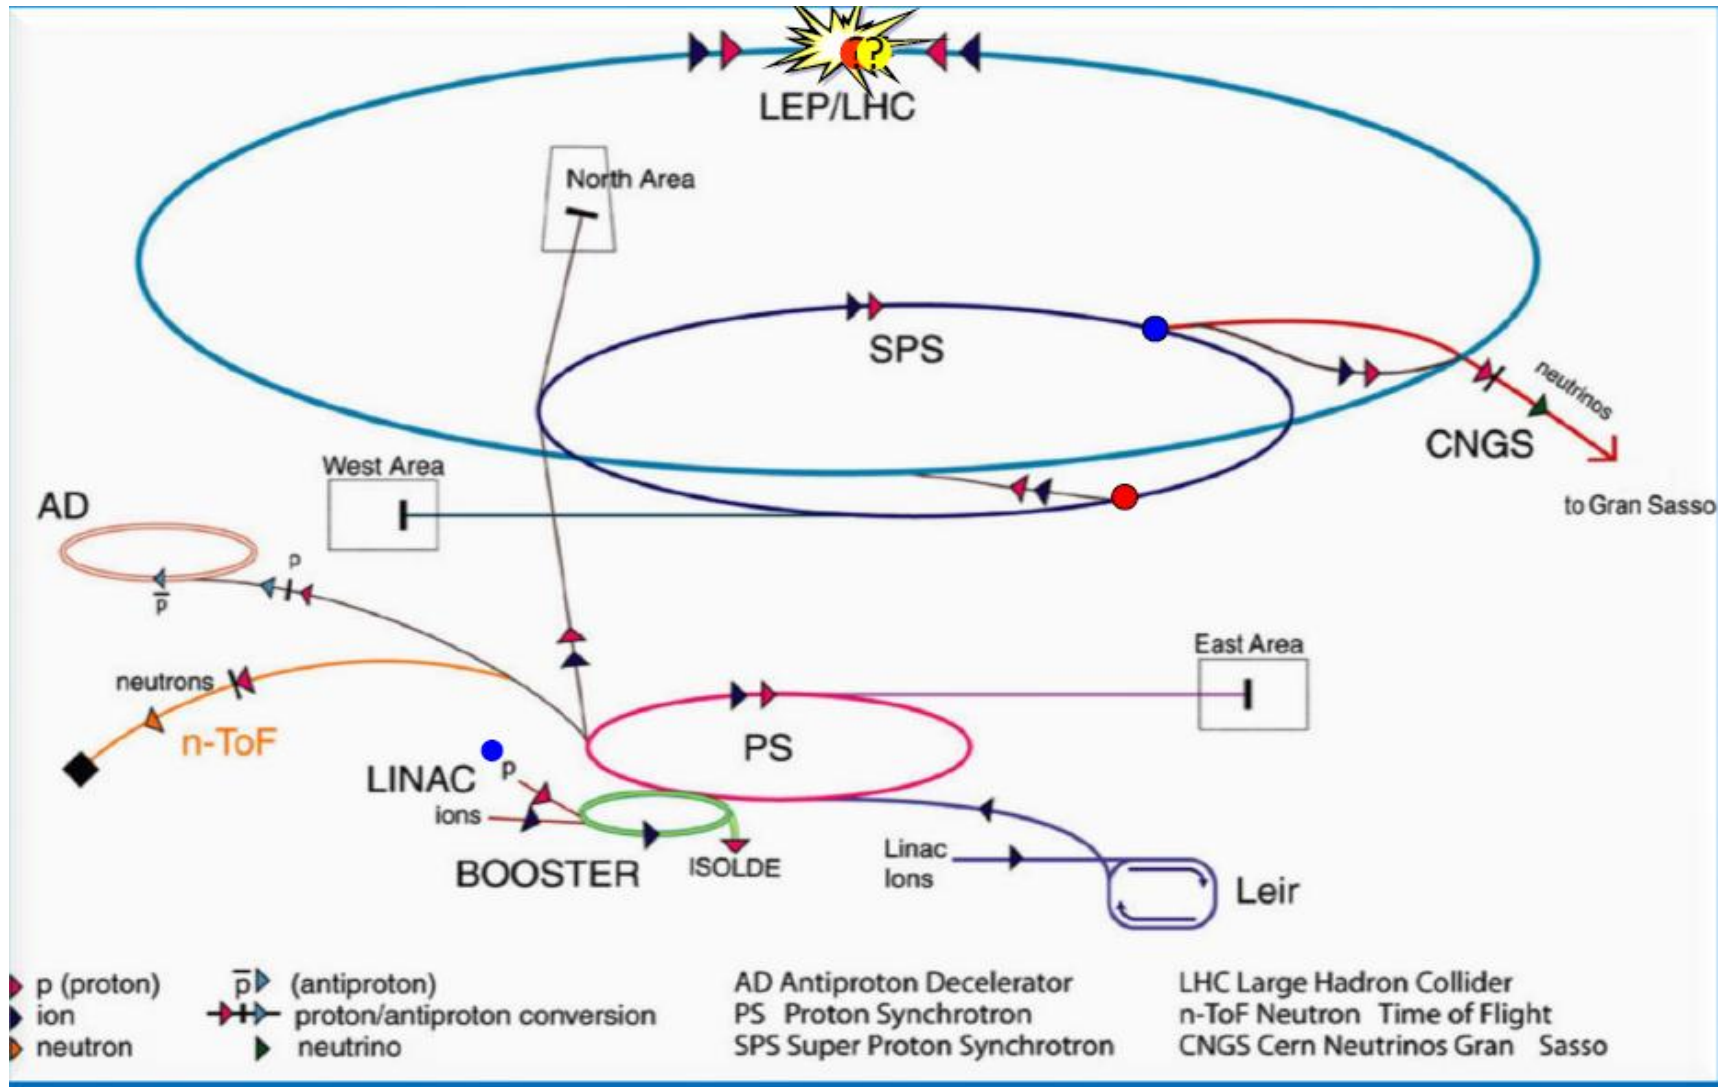 ?
LEP/LHC
North Area
SPS
neutrinos
CNGS
West Area
to Gran Sasso
AD
p
p̅
East Area
neutrons
n-ToF
PS
LINAC
p
ions
BOOSTER
ISOLDE
Linac
Ions
Leir
p (proton)
ion
neutron
p̅ (antiproton)
proton/antiproton conversion
neutrino
AD Antiproton Decelerator
PS Proton Synchrotron
SPS Super Proton Synchrotron
LHC Large Hadron Collider
n-ToF Neutron Time of Flight
CNGS Cern Neutrinos Gran Sasso